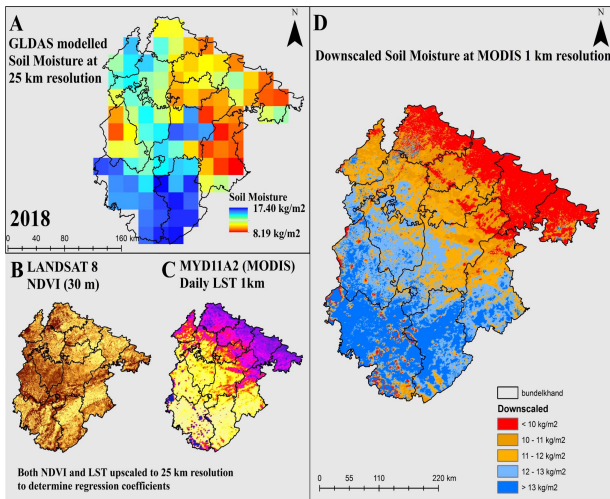 A
GLDAS modelled
Soil Moisture at
25 km resolution
N
Soil Moisture
17.40 kg/m2
8.19 kg/m2
2018
0
160 km
B
LANDSAT 8
NDVI (30 m)
C
MYD11A2 (MODIS)
Daily LST 1km
Both NDVI and LST upscaled to 25 km resolution
to determine regression coefficients
D
N
Downscaled Soil Moisture at MODIS 1 km resolution
bundelkhand
Downscaled
< 10 kg/m2
10 - 11 kg/m2
11 - 12 kg/m2
12 - 13 kg/m2
> 13 kg/m2
0 55 110 220